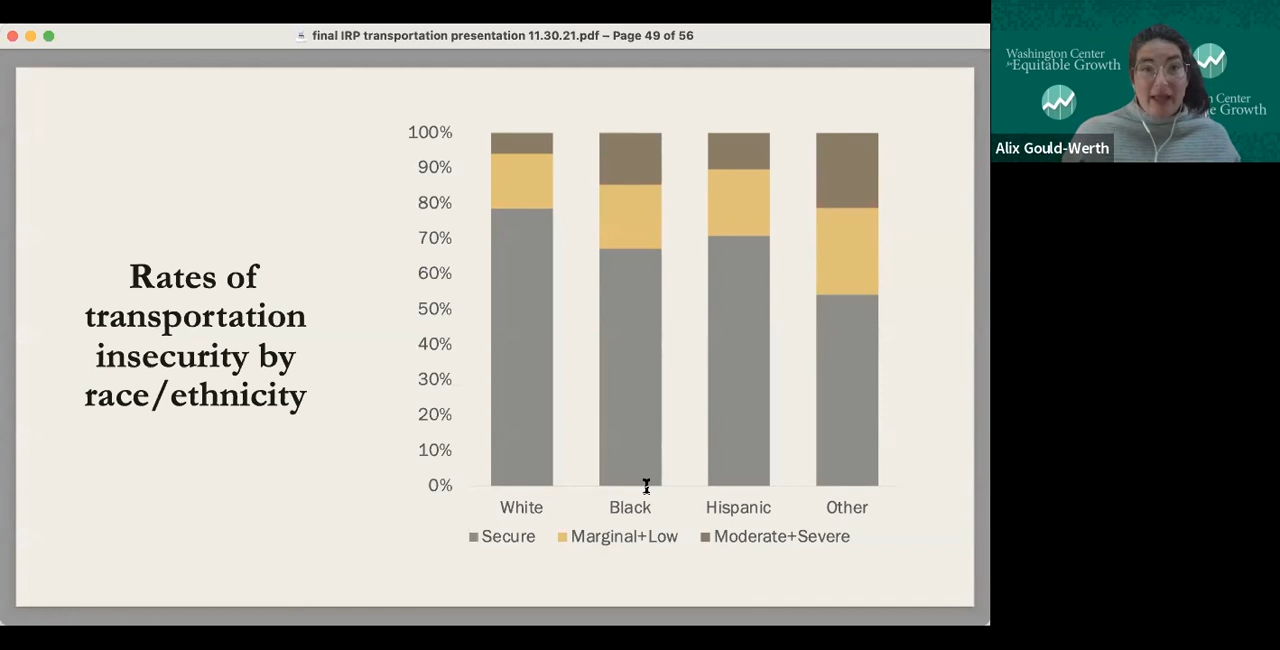 final IRP transportation presentation 11.30.21.pdf – Page 49 of 56
Rates of
transportation
insecurity by
race/ethnicity
100%
90%
80%
70%
60%
50%
40%
30%
20%
10%
0%
White Black Hispanic Other
Secure Marginal+Low Moderate+Severe
Washington Center
for Equitable Growth
n Center
e Growth
Alix Gould-Werth